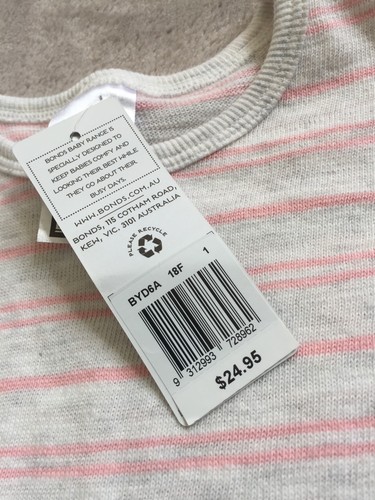 BONDS BABY RANGE IS
SPECIALLY DESIGNED TO
KEEP BABIES COMFY AND
LOOKING THEIR BEST WHILE
THEY GO ABOUT THEIR
BUSY DAYS.
WWW.BONDS.COM.AU
BONDS, 115 COTHAM ROAD,
KEW, VIC. 3101 AUSTRALIA
PLEASE RECYCLE
BYD6A 18F 1
9 312993 728962
$24.95